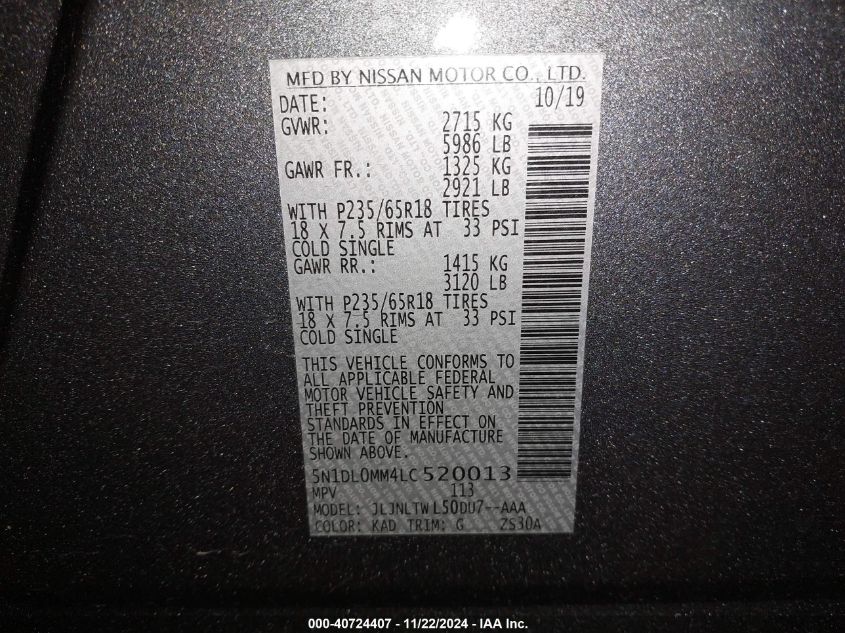 MFD BY NISSAN MOTOR CO., LTD.
DATE: 10/19
GVWR: 2715 KG
5986 LB
GAWR FR.: 1325 KG
2921 LB
WITH P235/65R18 TIRES
18 X 7.5 RIMS AT 33 PSI
COLD SINGLE
GAWR RR.: 1415 KG
3120 LB
WITH P235/65R18 TIRES
18 X 7.5 RIMS AT 33 PSI
COLD SINGLE
THIS VEHICLE CONFORMS TO
ALL APPLICABLE FEDERAL
MOTOR VEHICLE SAFETY AND
THEFT PREVENTION
STANDARDS IN EFFECT ON
THE DATE OF MANUFACTURE
SHOWN ABOVE.
5N1DL0MM4LC520013
MPV 113
MODEL: JLJNLTWL50DU7--AAA
COLOR: KAD TRIM: G 2S30A
000-40724407 - 11/22/2024 - IAA Inc.